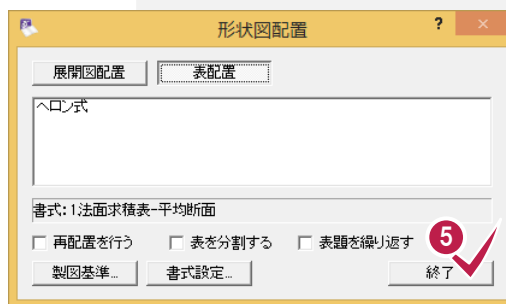 形状図配置 ? ×
展開図配置 表配置
ヘロン式
書式:1法面求積表-平均断面
再配置を行う 表を分割する 表題を繰り返す 5
製図基準... 書式設定... 終了